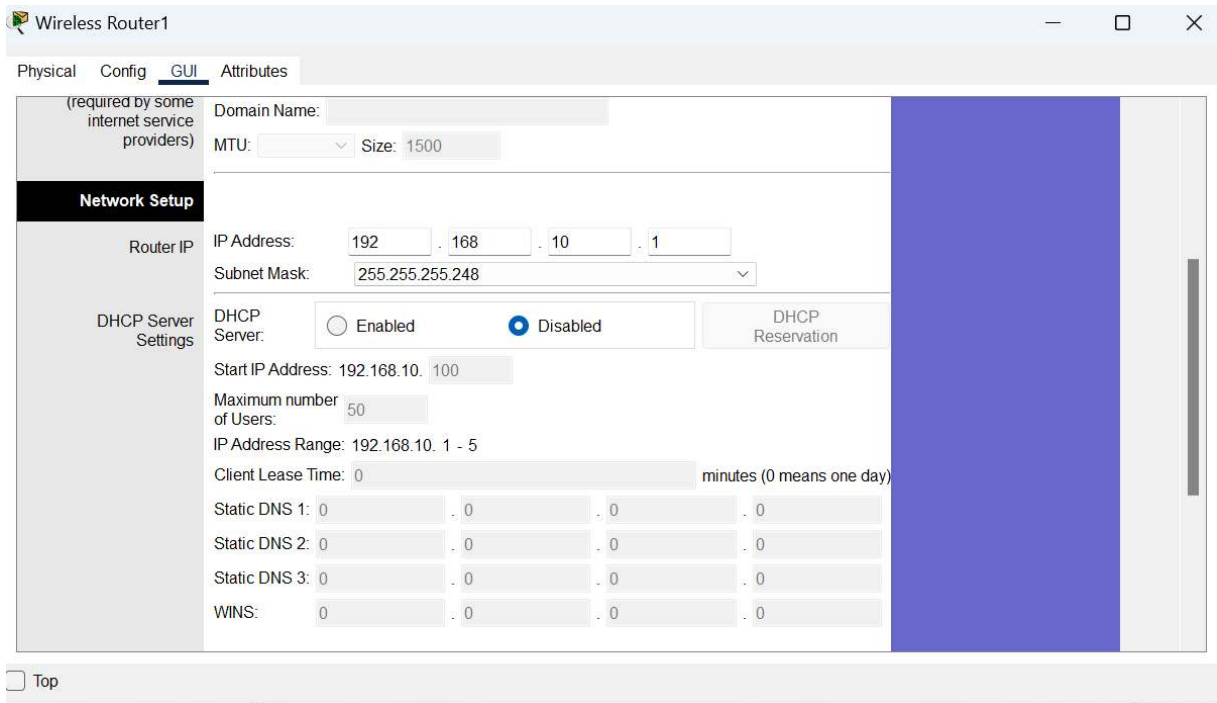 Wireless Router1
Physical Config GUI Attributes
(required by some
internet service
providers)
Domain Name:
MTU: Size: 1500
Network Setup
Router IP
IP Address: 192 . 168 . 10 . 1
Subnet Mask: 255.255.255.248
DHCP Server
Settings
DHCP
Server:
Enabled Disabled
DHCP
Reservation
Start IP Address: 192.168.10. 100
Maximum number
of Users: 50
IP Address Range: 192.168.10. 1 - 5
Client Lease Time: 0 minutes (0 means one day)
Static DNS 1: 0 . 0 . 0 . 0
Static DNS 2: 0 . 0 . 0 . 0
Static DNS 3: 0 . 0 . 0 . 0
WINS: 0 . 0 . 0 . 0
Top